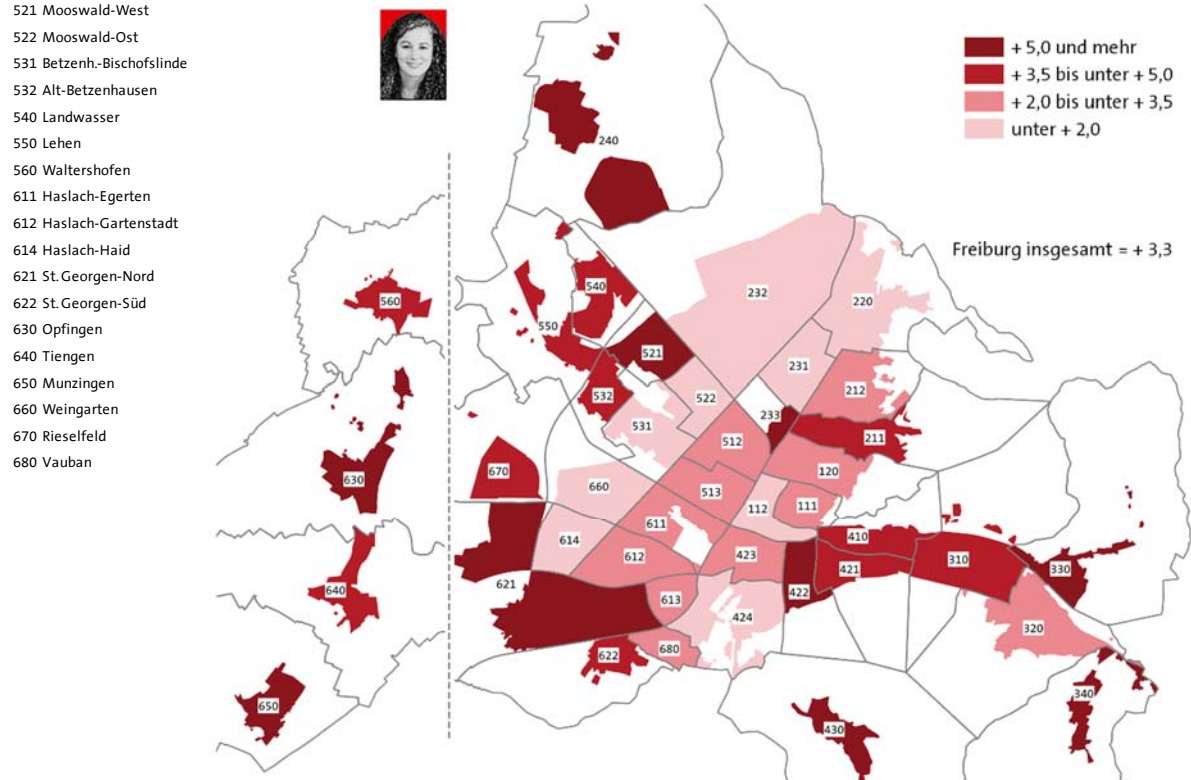 521 Mooswald-West
522 Mooswald-Ost
531 Betzenh.-Bischofslinde
532 Alt-Betzenhausen
540 Landwasser
550 Lehen
560 Waltershofen
611 Haslach-Egerten
612 Haslach-Gartenstadt
614 Haslach-Haid
621 St. Georgen-Nord
622 St. Georgen-Süd
630 Opfingen
640 Tiengen
650 Munzingen
660 Weingarten
670 Rieselfeld
680 Vauban
+ 5,0 und mehr
+ 3,5 bis unter + 5,0
+ 2,0 bis unter + 3,5
unter + 2,0
Freiburg insgesamt = + 3,3
240
540
232
220
560
550
521
231
212
532
522
233
531
512
211
670
630
660
513
120
112
111
611
614
612
423
410
310
421
330
621
640
422
613
424
320
622
680
650
340
430